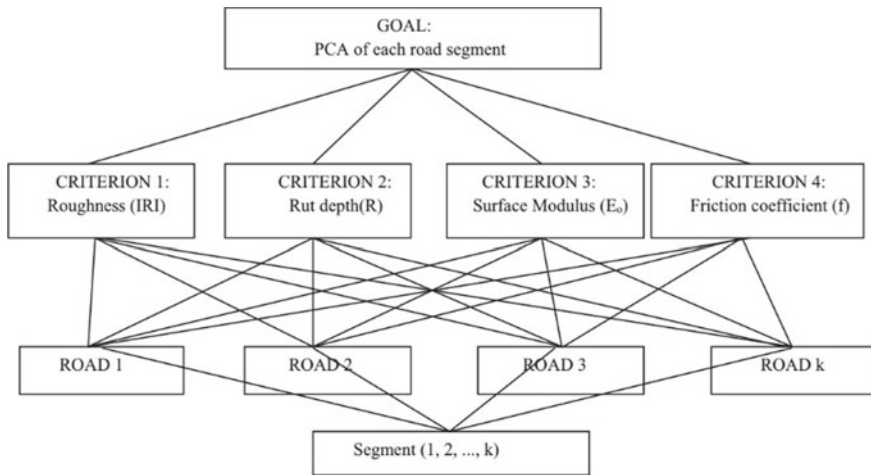 GOAL:
PCA of each road segment
CRITERION 1:
Roughness (IRI)
CRITERION 2:
Rut depth(R)
CRITERION 3:
Surface Modulus (Eₒ)
CRITERION 4:
Friction coefficient (f)
ROAD 1
ROAD 2
ROAD 3
ROAD k
Segment (1, 2, ..., k)